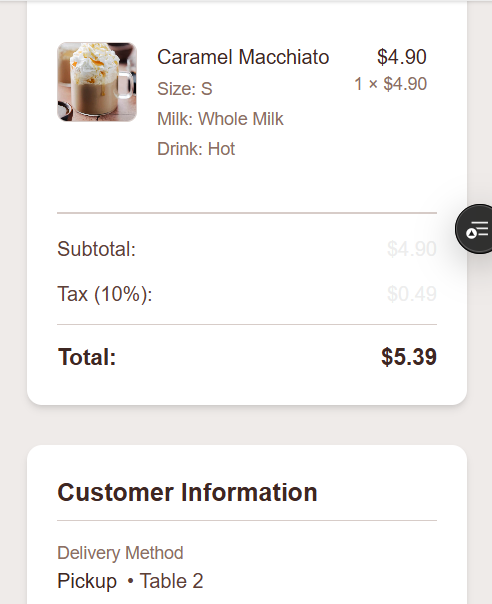 Caramel Macchiato $4.90
Size: S 1 × $4.90
Milk: Whole Milk
Drink: Hot
Subtotal: $4.90
Tax (10%): $0.49
Total: $5.39
Customer Information
Delivery Method
Pickup • Table 2